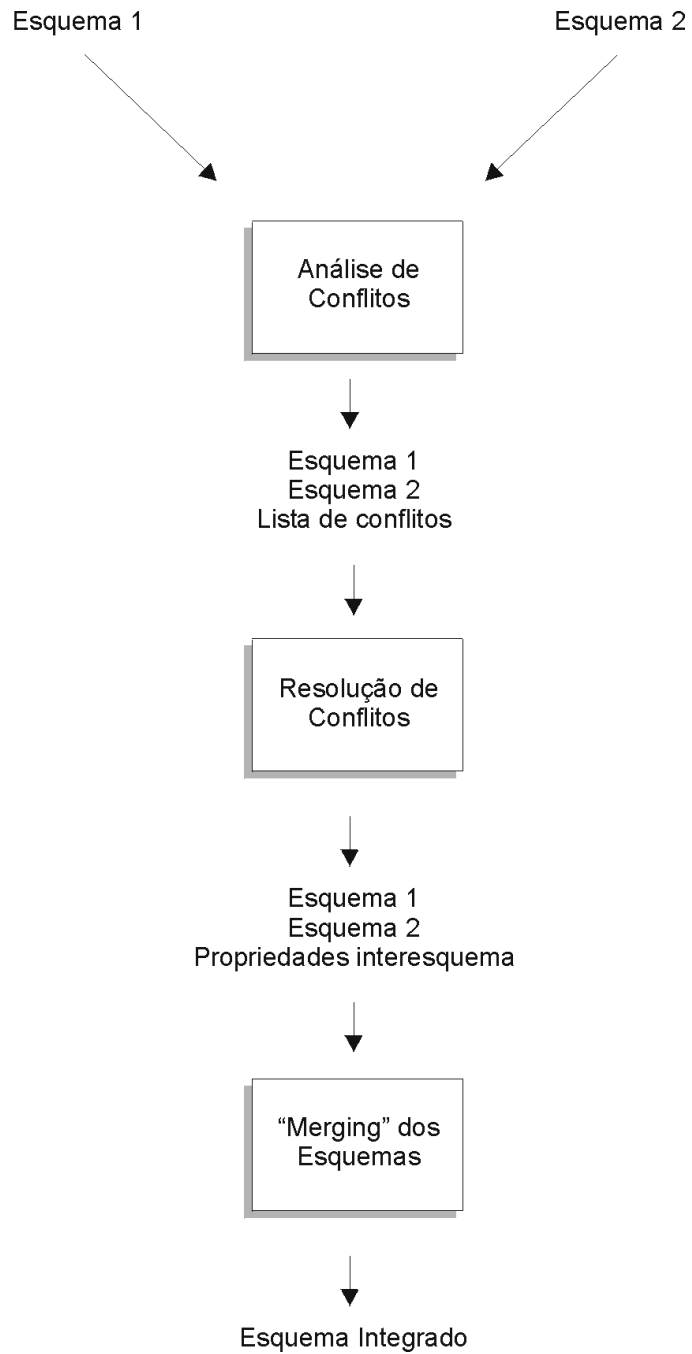 Esquema 1
Esquema 2
Análise de
Conflitos
Esquema 1
Esquema 2
Lista de conflitos
Resolução de
Conflitos
Esquema 1
Esquema 2
Propriedades interesquema
“Merging” dos
Esquemas
Esquema Integrado